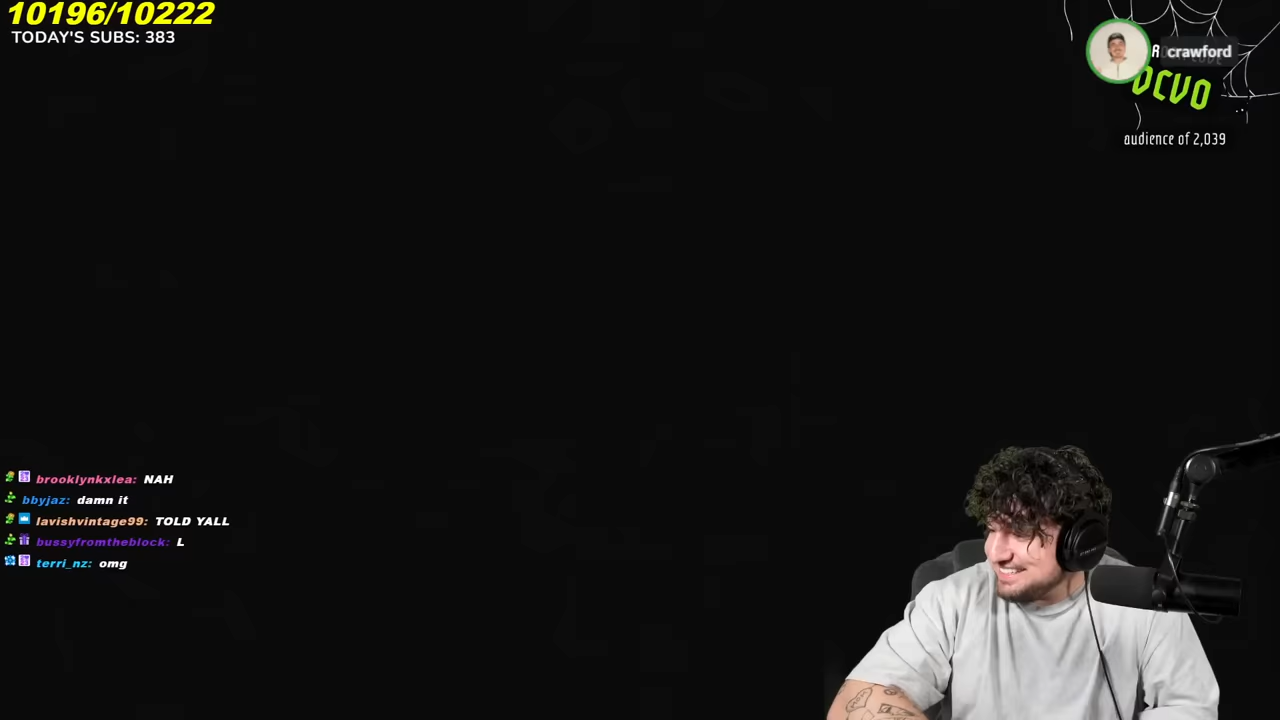 10196/10222
TODAY'S SUBS: 383
crawford
audience of 2,039
brooklynkxlea: NAH
bbyjaz: damn it
lavishvintage99: TOLD YALL
bussyfromtheblock: L
terri_nz: omg